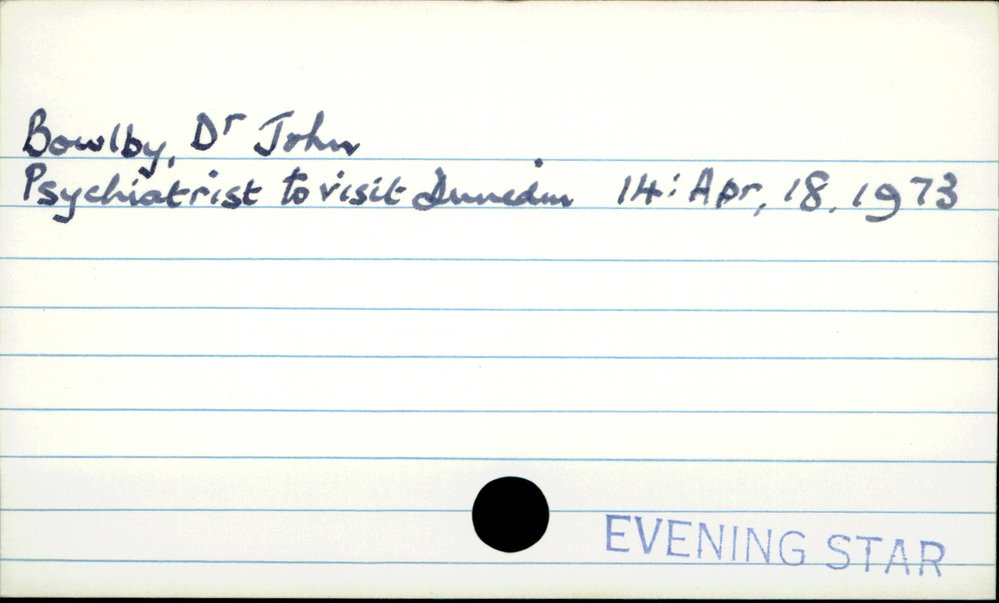 Bowlby, Dr John
Psychiatrist to visit Dunedin 14: Apr, 18, 1973
EVENING STAR